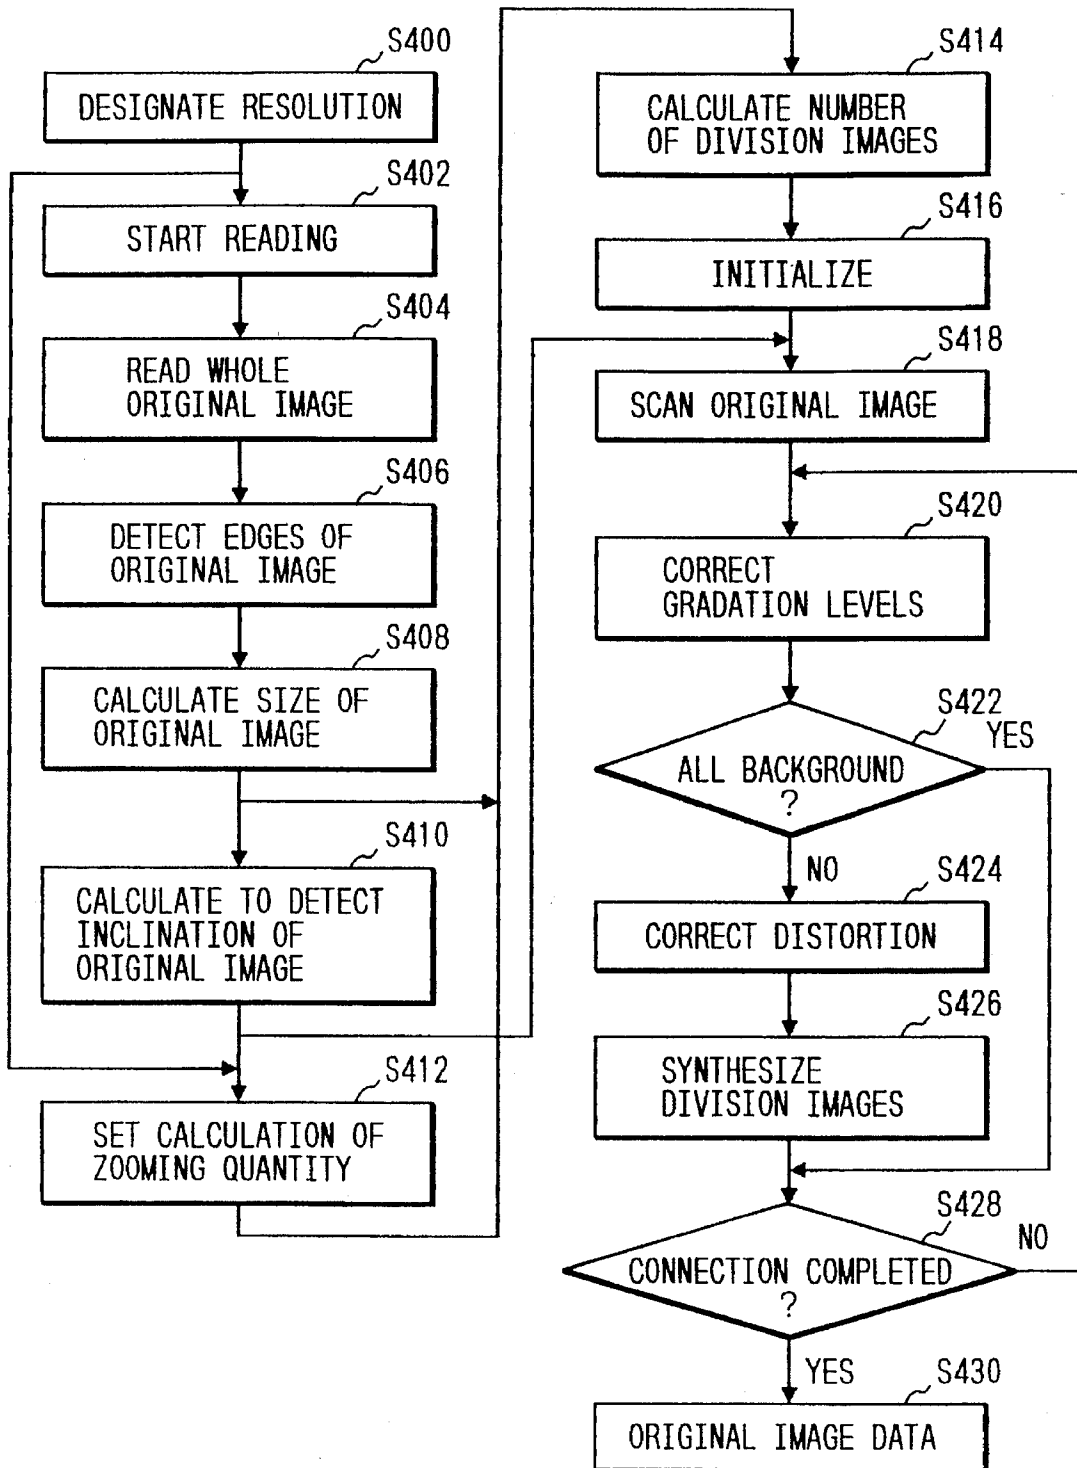 S400
DESIGNATE RESOLUTION
S402
START READING
S404
READ WHOLE
ORIGINAL IMAGE
S406
DETECT EDGES OF
ORIGINAL IMAGE
S408
CALCULATE SIZE OF
ORIGINAL IMAGE
S410
CALCULATE TO DETECT
INCLINATION OF
ORIGINAL IMAGE
S412
SET CALCULATION OF
ZOOMING QUANTITY
S414
CALCULATE NUMBER
OF DIVISION IMAGES
S416
INITIALIZE
S418
SCAN ORIGINAL IMAGE
S420
CORRECT
GRADATION LEVELS
S422
YES
ALL BACKGROUND
?
NO
S424
CORRECT DISTORTION
S426
SYNTHESIZE
DIVISION IMAGES
S428
NO
CONNECTION COMPLETED
?
YES
S430
ORIGINAL IMAGE DATA